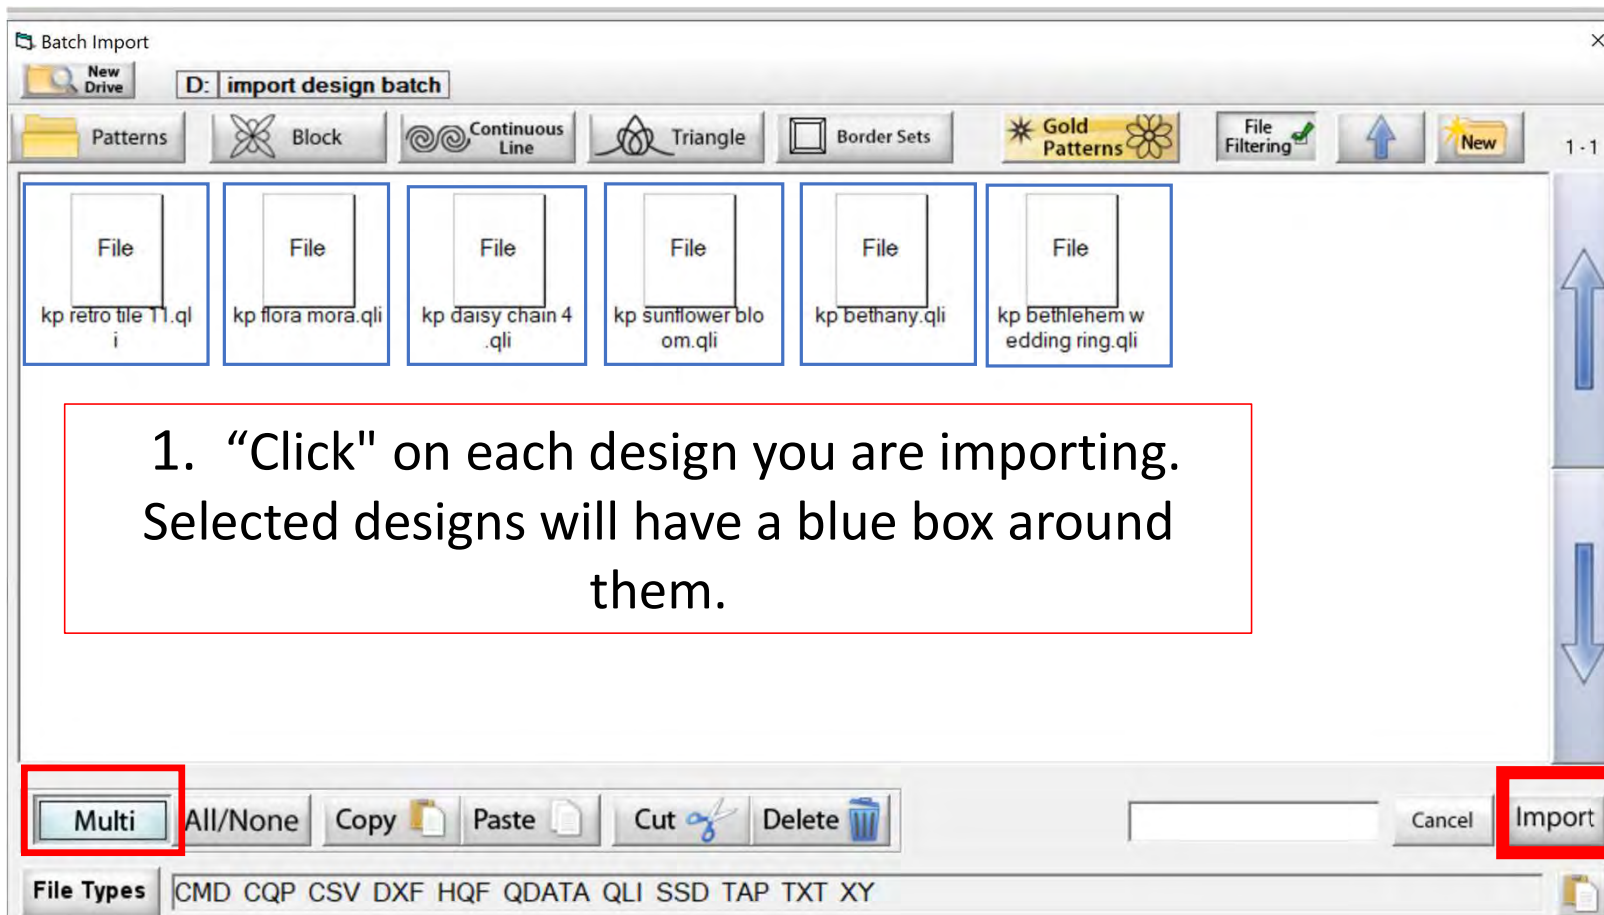 Batch Import
New
Drive
D: import design batch
Patterns
Block
Continuous
Line
Triangle
Border Sets
Gold
Patterns
File
Filtering
New
1 - 1
File
File
File
File
File
File
kp retro tile 11.ql
i
kp flora mora.qli
kp daisy chain 4
.qli
kp sunflower blo
om.qli
kp bethany.qli
kp bethlehem w
edding ring.qli
1. “Click" on each design you are importing.
Selected designs will have a blue box around
them.
Multi
All/None
Copy
Paste
Cut
Delete
Cancel
Import
File Types
CMD CQP CSV DXF HQF QDATA QLI SSD TAP TXT XY